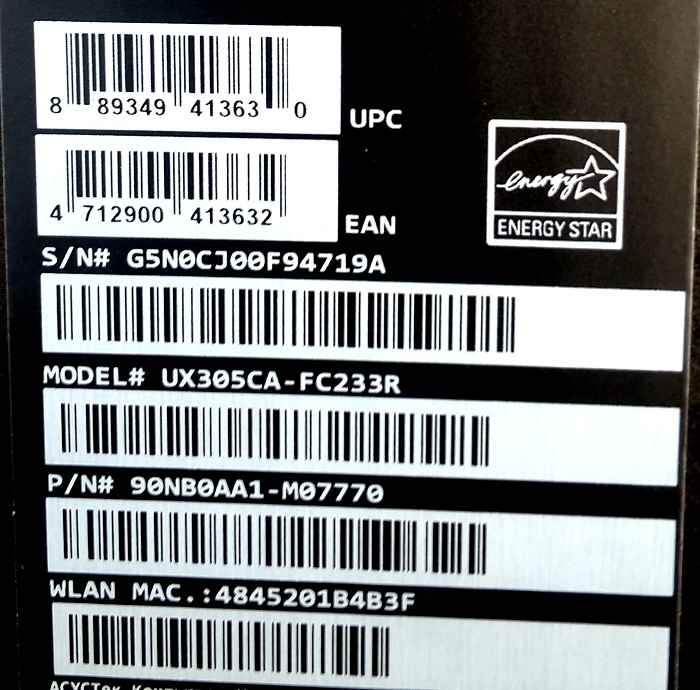 8 89349 41363 0
UPC
energy
ENERGY STAR
4 712900 413632
EAN
S/N# G5N0CJ00F94719A
MODEL# UX305CA-FC233R
P/N# 90NB0AA1-M07770
WLAN MAC.:4845201B4B3F